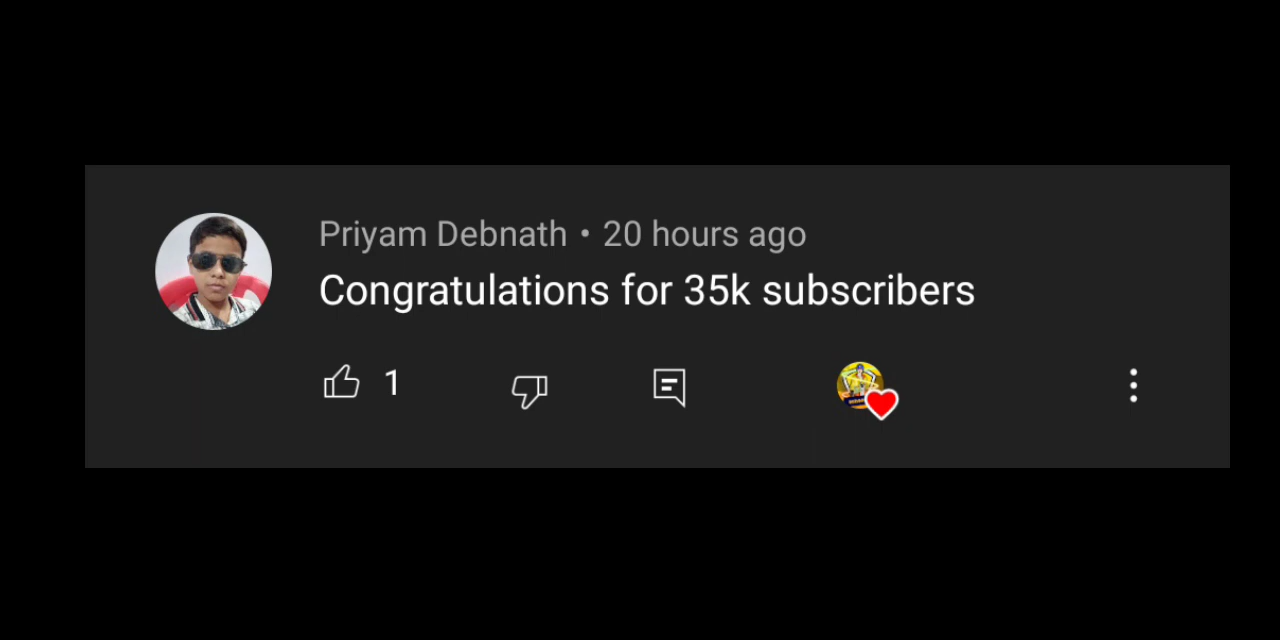 Priyam Debnath • 20 hours ago
Congratulations for 35k subscribers
1